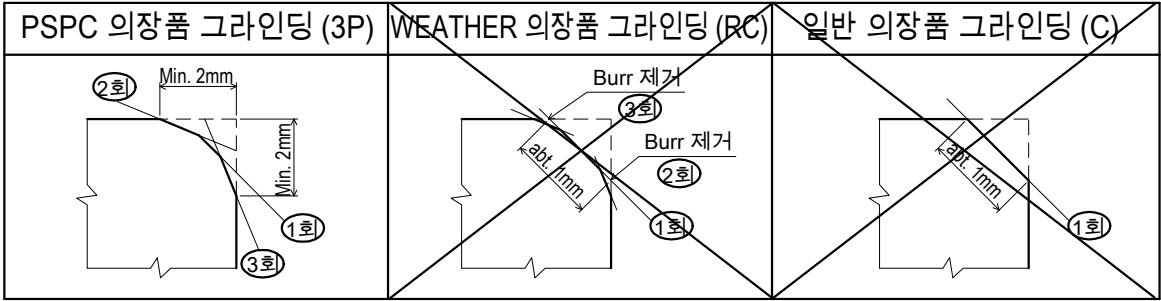 PSPC 의장품 그라인딩 (3P)
WEATHER 의장품 그라인딩 (RC)
일반 의장품 그라인딩 (C)
2회
Min. 2mm
Min. 2mm
1회
3회
Burr 제거
3회
Burr 제거
2회
abt. 1mm
1회
abt. 1mm
1회